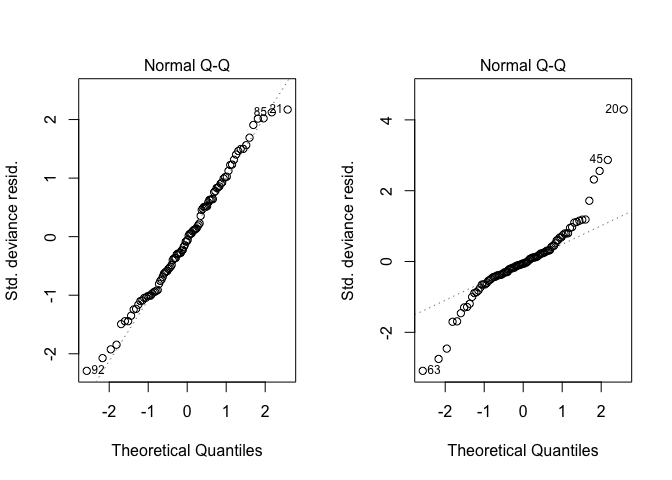 Normal Q-Q
Std. deviance resid.
2
1
0
-1
-2
85
21
92
-2 -1 0 1 2
Theoretical Quantiles
Normal Q-Q
Std. deviance resid.
4
2
0
-2
20
45
63
-2 -1 0 1 2
Theoretical Quantiles